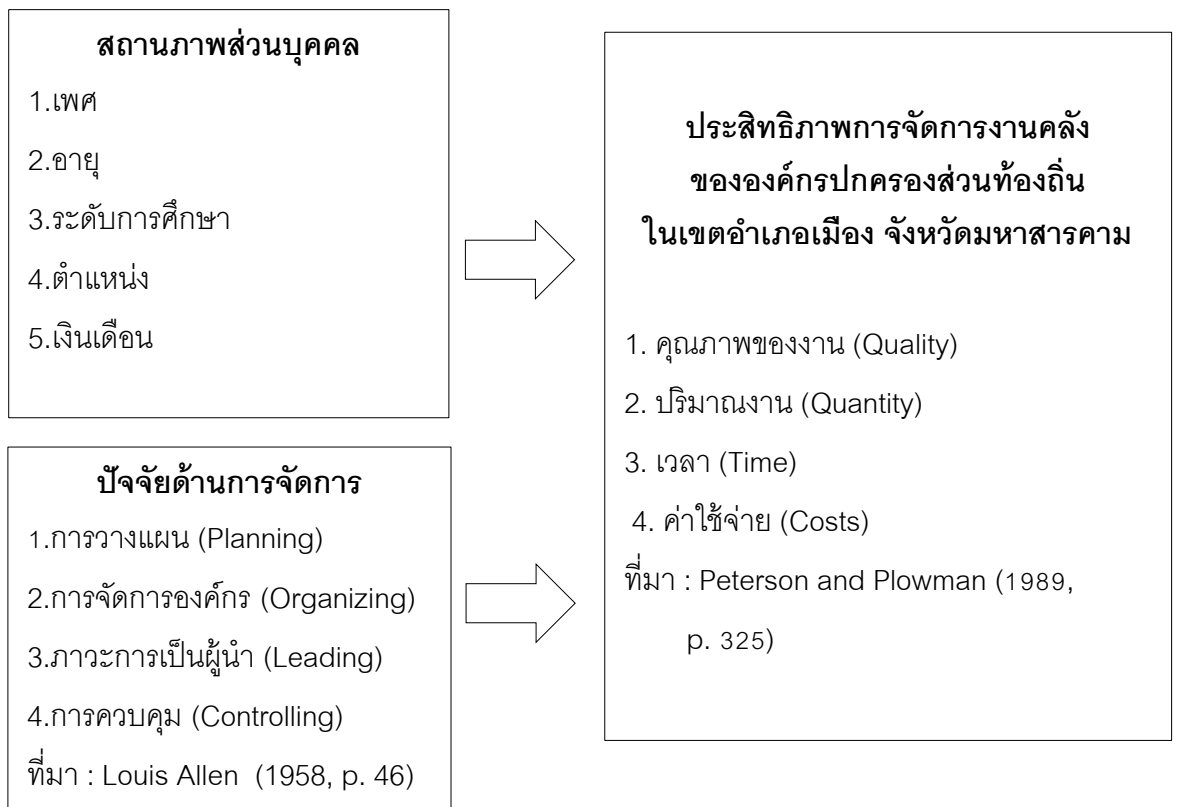 สถานภาพส่วนบุคคล
1.เพศ
2.อายุ
3.ระดับการศึกษา
4.ตำแหน่ง
5.เงินเดือน
ปัจจัยด้านการจัดการ
1.การวางแผน (Planning)
2.การจัดการองค์กร (Organizing)
3.ภาวะการเป็นผู้นำ (Leading)
4.การควบคุม (Controlling)
ที่มา : Louis Allen (1958, p. 46)
ประสิทธิภาพการจัดการงานคลัง
ขององค์กรปกครองส่วนท้องถิ่น
ในเขตอำเภอเมือง จังหวัดมหาสารคาม
1. คุณภาพของงาน (Quality)
2. ปริมาณงาน (Quantity)
3. เวลา (Time)
4. ค่าใช้จ่าย (Costs)
ที่มา : Peterson and Plowman (1989,
p. 325)